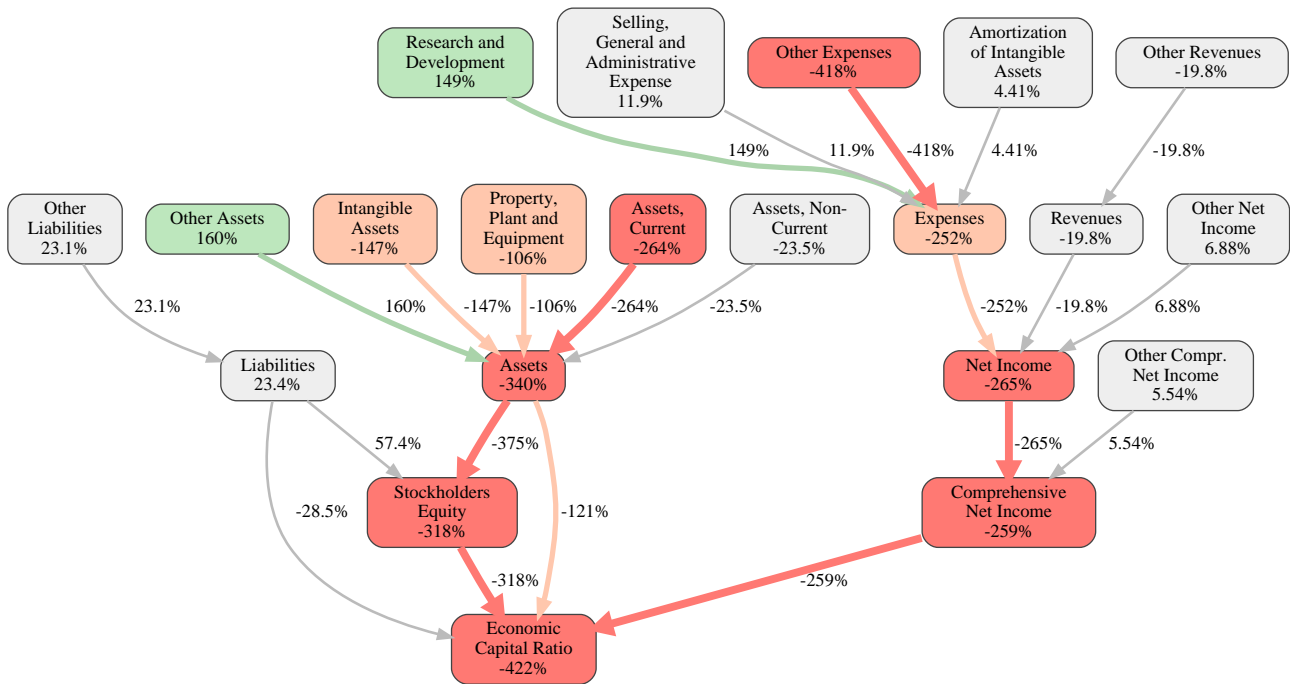 Research and
Development
149%
Selling,
General and
Administrative
Expense
11.9%
Other Expenses
-418%
Amortization
of Intangible
Assets
4.41%
Other Revenues
-19.8%
149%
11.9%
-418%
4.41%
-19.8%
Other
Liabilities
23.1%
Other Assets
160%
Intangible
Assets
-147%
Property,
Plant and
Equipment
-106%
Assets,
Current
-264%
Assets, Non-
Current
-23.5%
Expenses
-252%
Revenues
-19.8%
Other Net
Income
6.88%
23.1%
160%
-147%
-106%
-264%
-23.5%
-252%
-19.8%
6.88%
Liabilities
23.4%
Assets
-340%
Net Income
-265%
Other Compr.
Net Income
5.54%
57.4%
-375%
-265%
5.54%
Stockholders
Equity
-318%
Comprehensive
Net Income
-259%
-28.5%
-121%
-318%
-259%
Economic
Capital Ratio
-422%